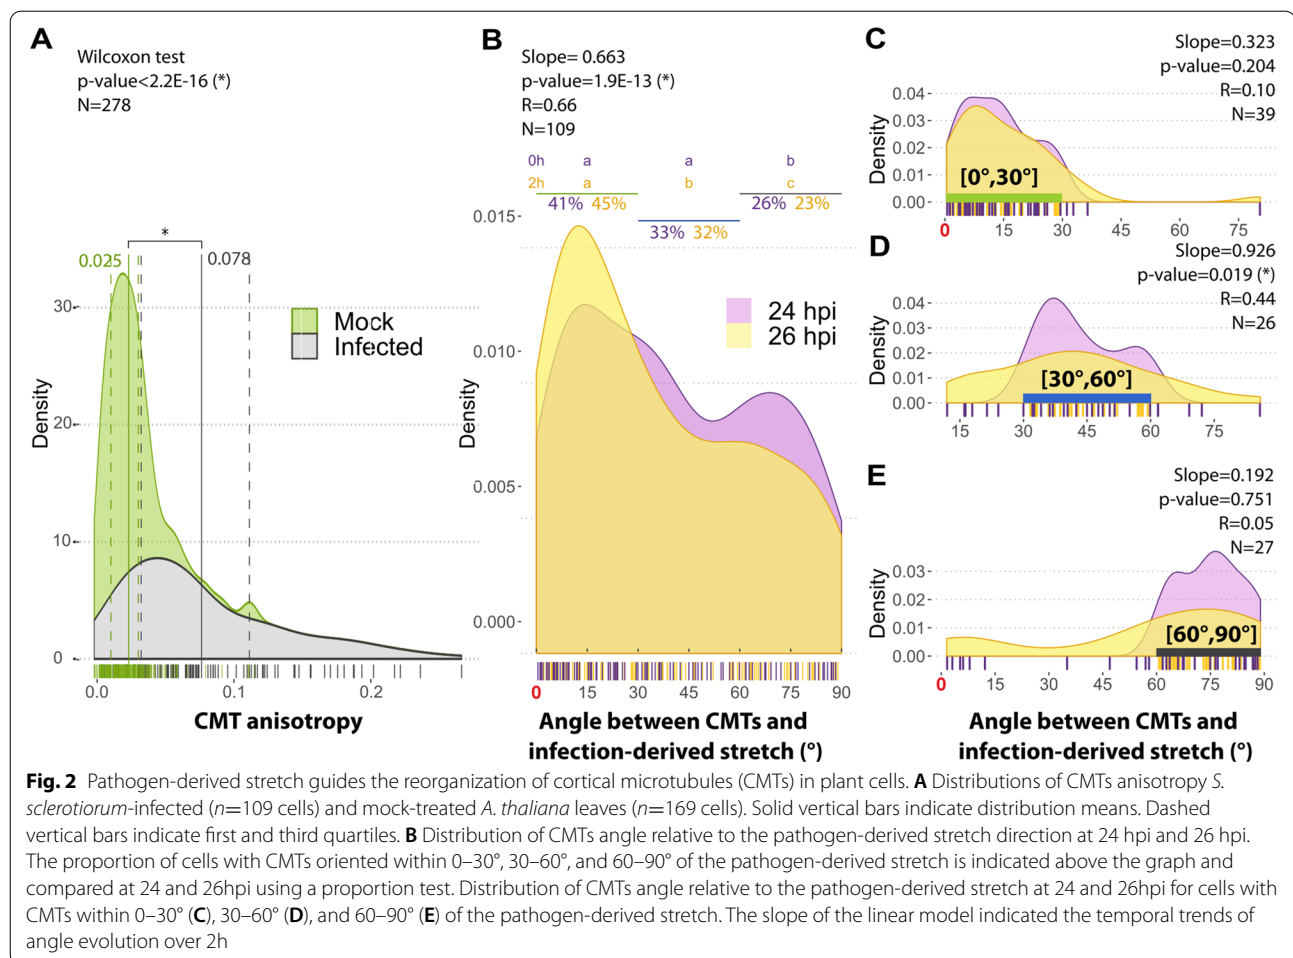 A
Wilcoxon test
p-value<2.2E-16 (*)
N=278
*
0.025
0.078
Mock
Infected
Density
30
20
10
0
0.0 0.1 0.2
CMT anisotropy
B
Slope= 0.663
p-value=1.9E-13 (*)
R=0.66
N=109
0h a a b
2h a b c
41% 45% 26% 23%
33% 32%
24 hpi
26 hpi
Density
0.015
0.010
0.005
0.000
0 15 30 45 60 75 90
Angle between CMTs and
infection-derived stretch (°)
C
Slope=0.323
p-value=0.204
R=0.10
N=39
Density
0.04
0.03
0.02
0.01
0.00
[0°,30°]
0 15 30 45 60 75 90
D
Slope=0.926
p-value=0.019 (*)
R=0.44
N=26
Density
0.04
0.03
0.02
0.01
0.00
[30°,60°]
15 30 45 60 75
E
Slope=0.192
p-value=0.751
R=0.05
N=27
Density
0.03
0.02
0.01
0.00
[60°,90°]
0 15 30 45 60 75 90
Angle between CMTs and
infection-derived stretch (°)
Fig. 2 Pathogen-derived stretch guides the reorganization of cortical microtubules (CMTs) in plant cells. A Distributions of CMTs anisotropy S.
sclerotiorum-infected (n=109 cells) and mock-treated A. thaliana leaves (n=169 cells). Solid vertical bars indicate distribution means. Dashed
vertical bars indicate first and third quartiles. B Distribution of CMTs angle relative to the pathogen-derived stretch direction at 24 hpi and 26 hpi.
The proportion of cells with CMTs oriented within 0–30°, 30–60°, and 60–90° of the pathogen-derived stretch is indicated above the graph and
compared at 24 and 26hpi using a proportion test. Distribution of CMTs angle relative to the pathogen-derived stretch at 24 and 26hpi for cells with
CMTs within 0–30° (C), 30–60° (D), and 60–90° (E) of the pathogen-derived stretch. The slope of the linear model indicated the temporal trends of
angle evolution over 2h